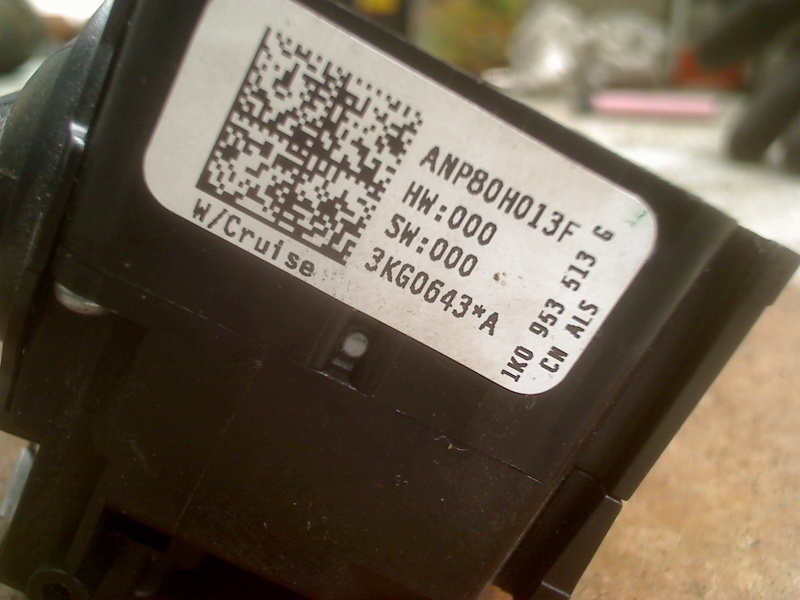 ANP80H013F
HW:000
SW:000
3KG0643*A
W/Cruise
1K0 953 513 G
CN ALS